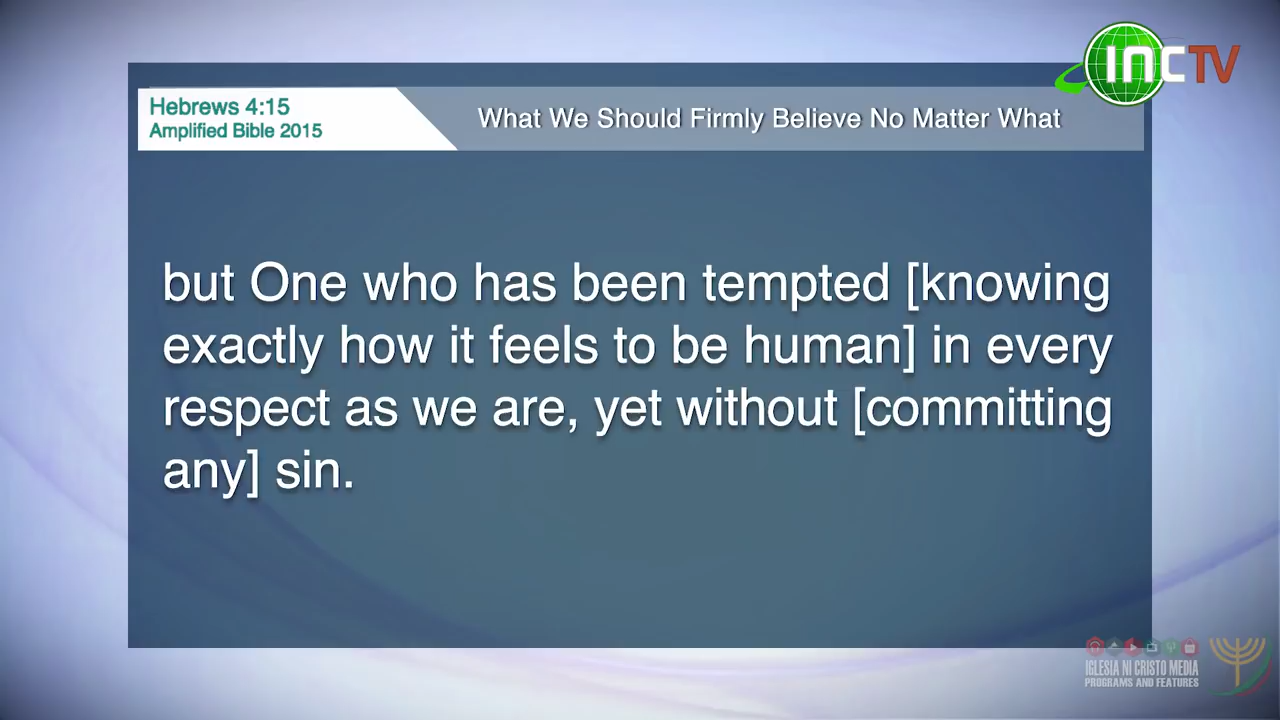 INCTV
Hebrews 4:15
Amplified Bible 2015
What We Should Firmly Believe No Matter What
but One who has been tempted [knowing
exactly how it feels to be human] in every
respect as we are, yet without [committing
any] sin.
IGLESIA NI CRISTO MEDIA
PROGRAMS AND FEATURES